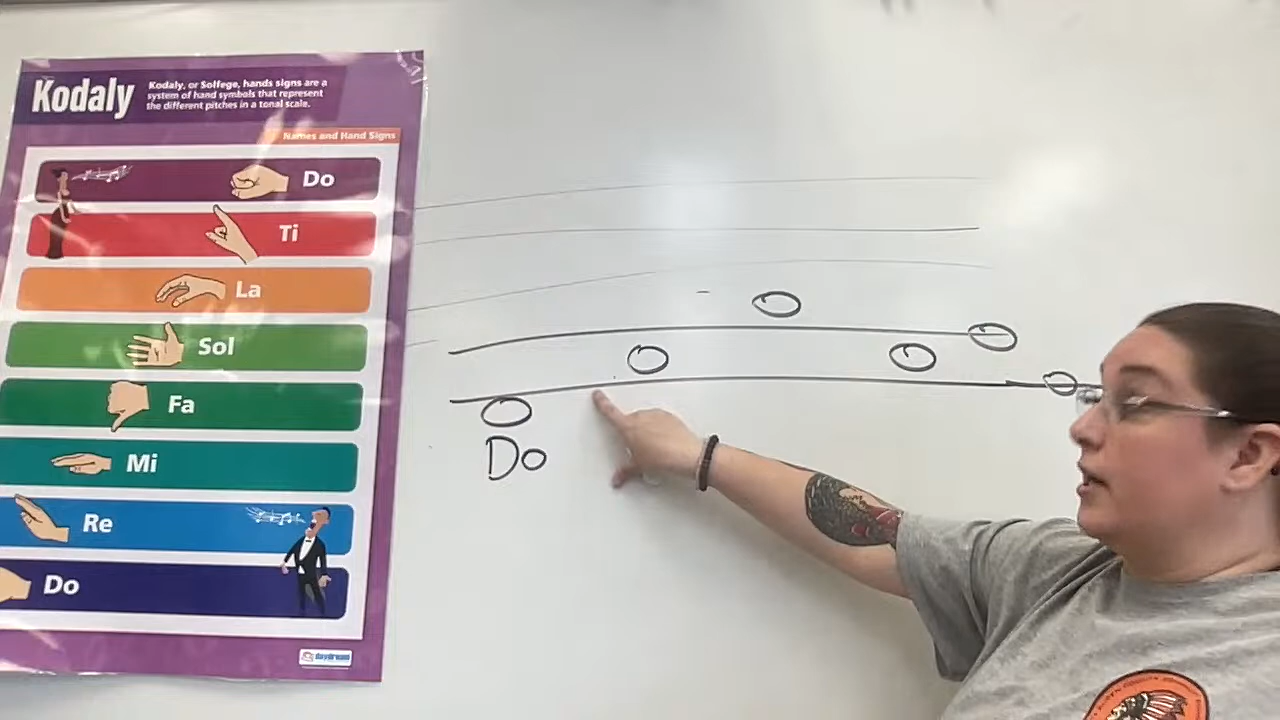 Kodaly
Kodaly, or Solfege, hands signs are a
system of hand symbols that represent
the different pitches in a tonal scale.
Names and Hand Signs
Do
Ti
La
Sol
Fa
Mi
Re
Do
daydream
Do